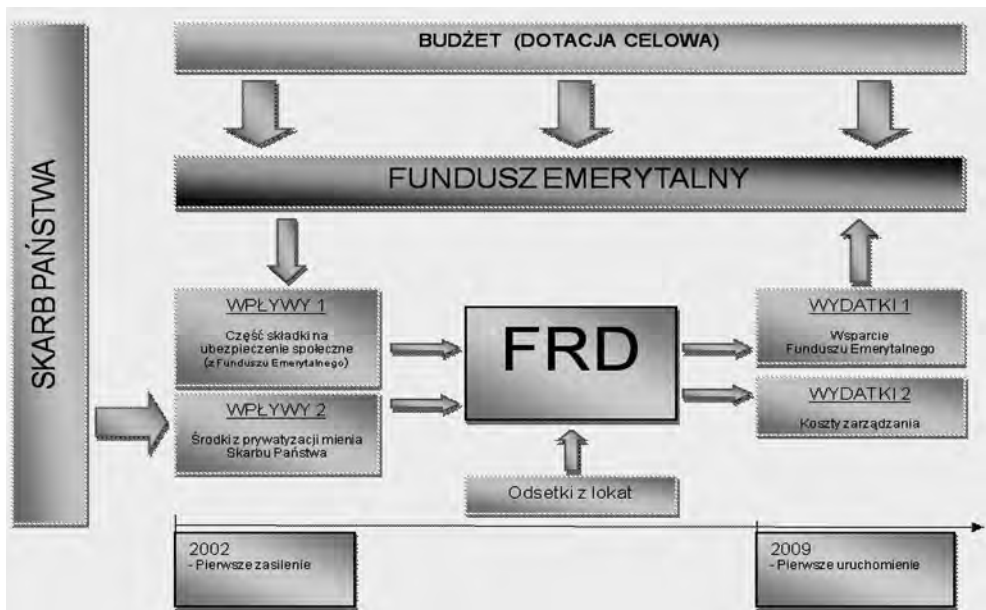 SKARB PAŃSTWA
BUDŻET (DOTACJA CELOWA)
FUNDUSZ EMERYTALNY
WPŁYWY 1
Część składki na
ubezpieczenie społeczne
(z Funduszu Emerytalnego)
WPŁYWY 2
Środki z prywatyzacji mienia
Skarbu Państwa
FRD
Odsetki z lokat
WYDATKI 1
Wsparcie
Funduszu Emerytalnego
WYDATKI 2
Koszty zarządzania
2002
- Pierwsze zasilenie
2009
- Pierwsze uruchomienie